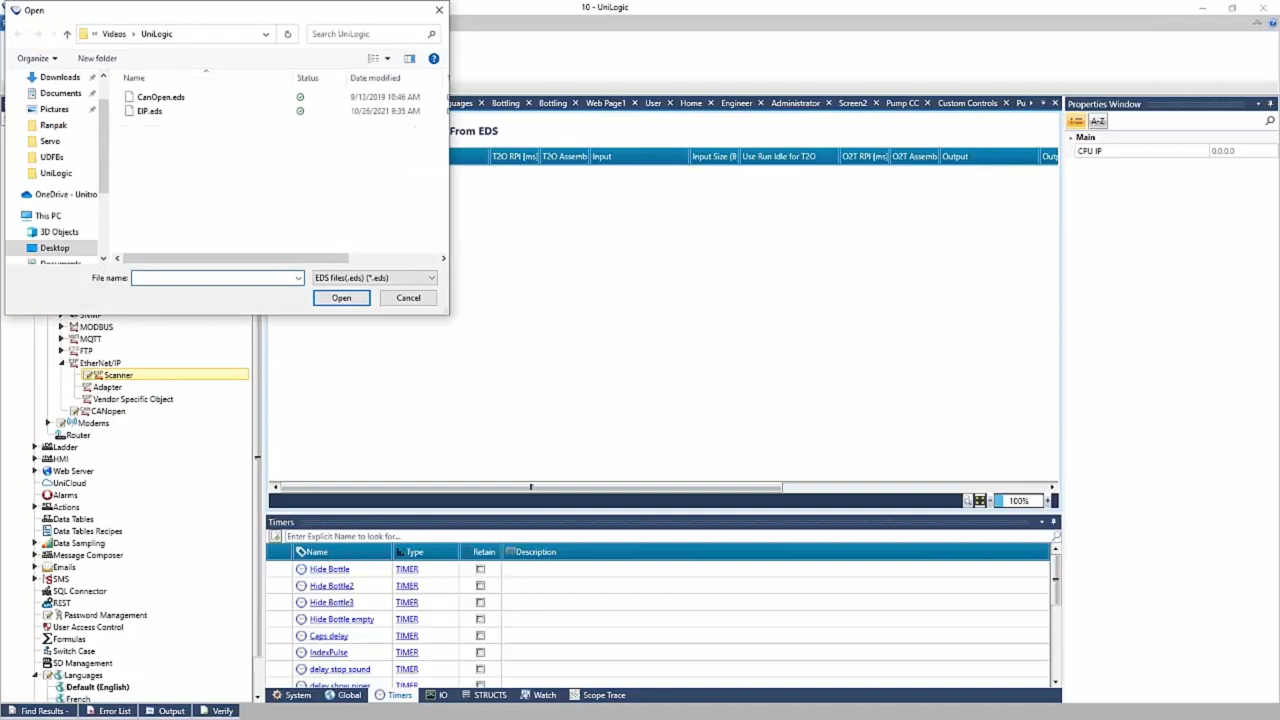 Open
10 - UniLogic
Videos
UniLogic
Search UniLogic
Organize
New folder
Downloads
Documents
Pictures
Ranpak
Servo
UDFBs
UniLogic
OneDrive - Unitro
This PC
3D Objects
Desktop
Name
Status
Date modified
CanOpen.eds
9/13/2019 10:46 AM
EIP.eds
10/26/2021 9:35 AM
File name:
EDS files(.eds) (*.eds)
Open
Cancel
Bottling
Bottling
Web Page1
User
Home
Engineer
Administrator
Screen2
Pump CC
Custom Controls
Pu
Properties Window
From EDS
A-Z
T2O RPI [ms]
T2O Assemb
Input
Input Size (B
Use Run Idle for T2O
O2T RPI [ms]
O2T Assemb
Output
Outp
Main
CPU IP
0.0.0.0
MODBUS
MQTT
FTP
EtherNet/IP
Scanner
Adapter
Vendor Specific Object
CANopen
Modems
Router
Ladder
HMI
Web Server
UniCloud
Alarms
Actions
Data Tables
Data Tables Recipes
Data Sampling
Message Composer
Emails
SMS
SQL Connector
REST
Password Management
User Access Control
Formulas
Switch Case
SD Management
Languages
Default (English)
French
100%
Timers
Enter Explicit Name to look for...
Name
Type
Retain
Description
Hide Bottle
TIMER
Hide Bottle2
TIMER
Hide Bottle3
TIMER
Hide Bottle empty
TIMER
Caps delay
TIMER
IndexPulse
TIMER
delay stop sound
TIMER
delay show pipes
TIMER
System
Global
Timers
IO
STRUCTS
Watch
Scope Trace
Find Results -
Error List
Output
Verify